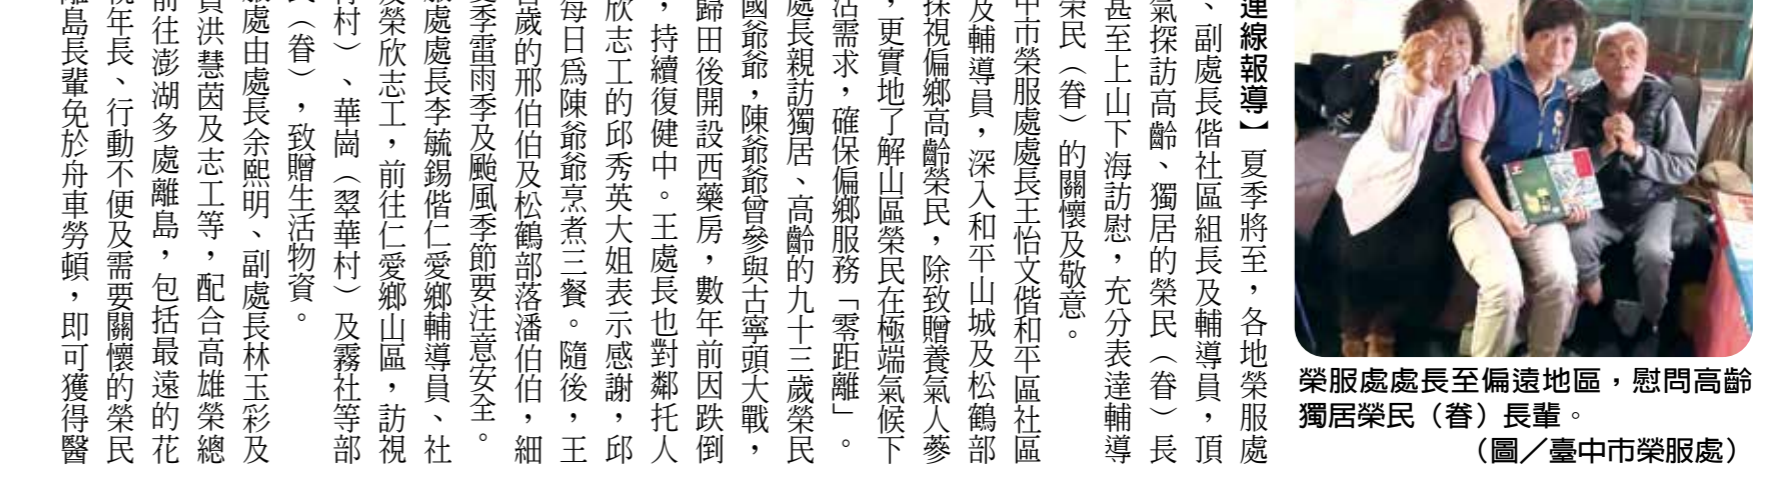 連線報導】夏季將至，各地榮服處
、副處長偕社區組長及輔導員，頂
氣探訪高齡、獨居的榮民（眷）長
甚至上山下海訪慰，充分表達輔導
榮民（眷）的關懷及敬意。
中市榮服處處長王怡文偕和平區社區
及輔導員，深入和平山城及松鶴部
探視偏鄉高齡榮民，除致贈養氣人蔘
，更實地了解山區榮民在極端氣候下
活需求，確保偏鄉服務「零距離」。
處長親訪獨居、高齡的九十三歲榮民
國爺爺，陳爺爺曾參與古寧頭大戰，
歸田後開設西藥房，數年前因跌倒
，持續復健中。王處長也對鄰托人
欣志工的邱秀英大姐表示感謝，邱
每日為陳爺爺烹煮三餐。隨後，王
歲的邢伯伯及松鶴部落潘伯伯，細
夏季雷雨季及颱風季節要注意安全。
服處處長李毓錫偕仁愛鄉輔導員、社
及榮欣志工，前往仁愛鄉山區，訪視
村）、華崗（翠華村）及霧社等部
民（眷），致贈生活物資。
服處由處長余熙明、副處長林玉彩及
員洪慧茵及志工等，配合高雄榮總
前往澎湖多處離島，包括最遠的花
視年長、行動不便及需要關懷的榮民
離島長輩免於舟車勞頓，即可獲得醫
榮服處處長至偏遠地區，慰問高齡
獨居榮民（眷）長輩。
（圖／臺中市榮服處）